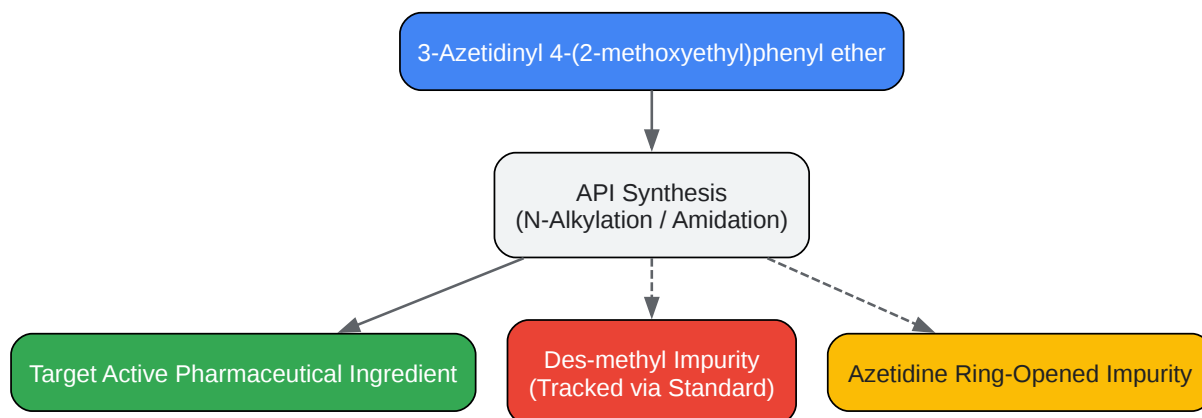 3-Azetidinyl 4-(2-methoxyethyl)phenyl ether
API Synthesis
(N-Alkylation / Amidation)
Target Active Pharmaceutical Ingredient
Des-methyl Impurity
(Tracked via Standard)
Azetidine Ring-Opened Impurity